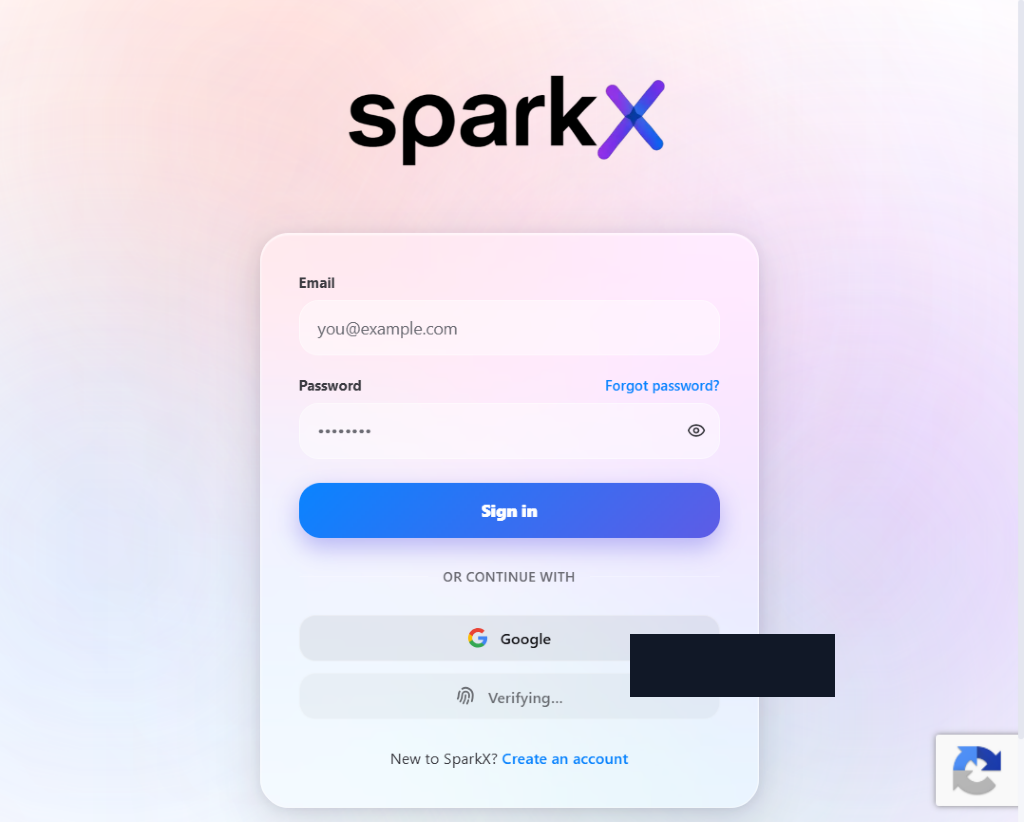 sparkX
Email
you@example.com
Password Forgot password?
••••••••
Sign in
OR CONTINUE WITH
Google
Verifying...
New to SparkX? Create an account